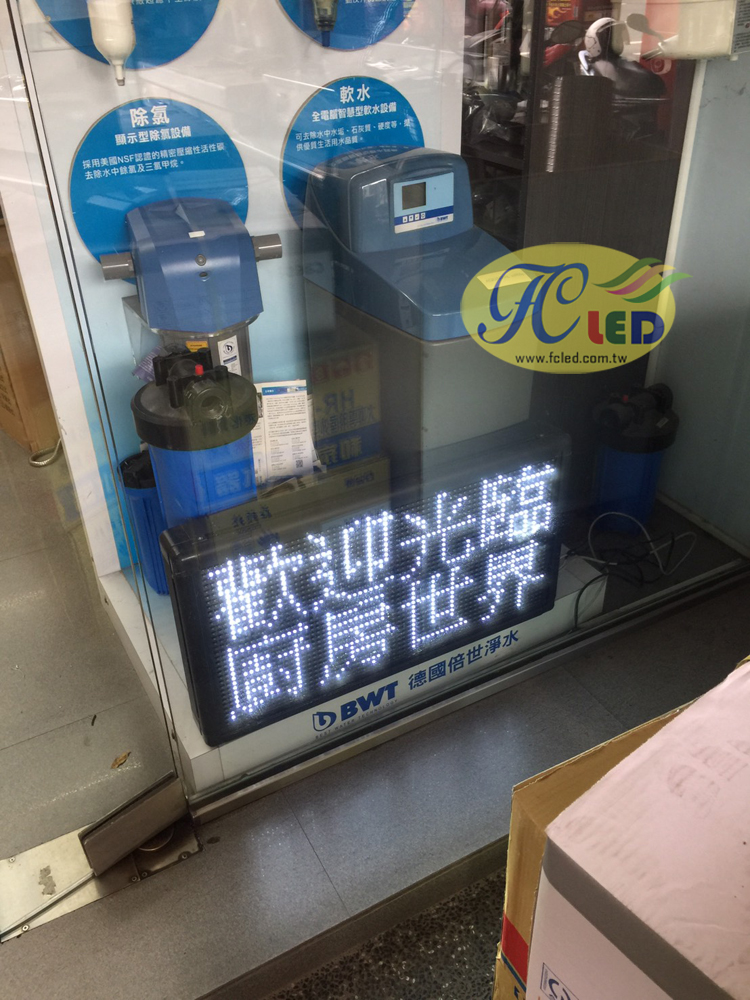 除氯
顯示型除氯設備
採用美國NSF認證的精密壓縮性活性碳
去除水中餘氯及三氯甲烷。
軟水
全電腦智慧型軟水設備
可去除水中水垢、石灰質、硬度等，提
供優質生活用水品質。
BWT
FC LED
www.fcled.com.tw
HR
歡迎光臨
廚房世界
BWT 德國倍世淨水